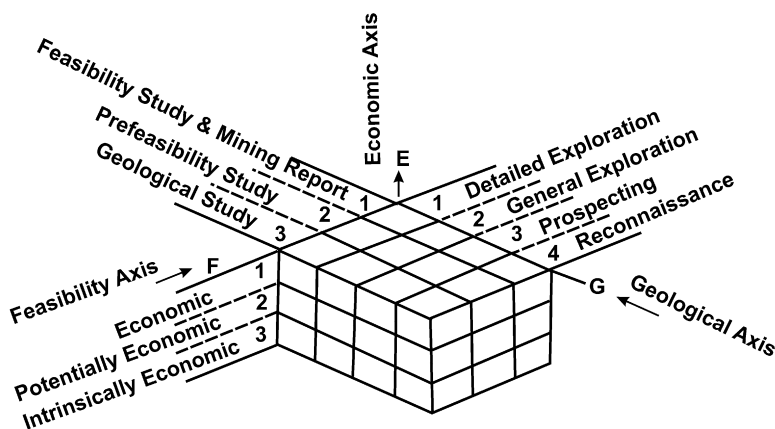 Economic Axis
E
Feasibility Study & Mining Report
1
Prefeasibility Study
2
Geological Study
3
1
Detailed Exploration
2
General Exploration
3
Prospecting
4
Reconnaissance
Feasibility Axis
F
1
Economic
2
Potentially Economic
3
Intrinsically Economic
G
Geological Axis